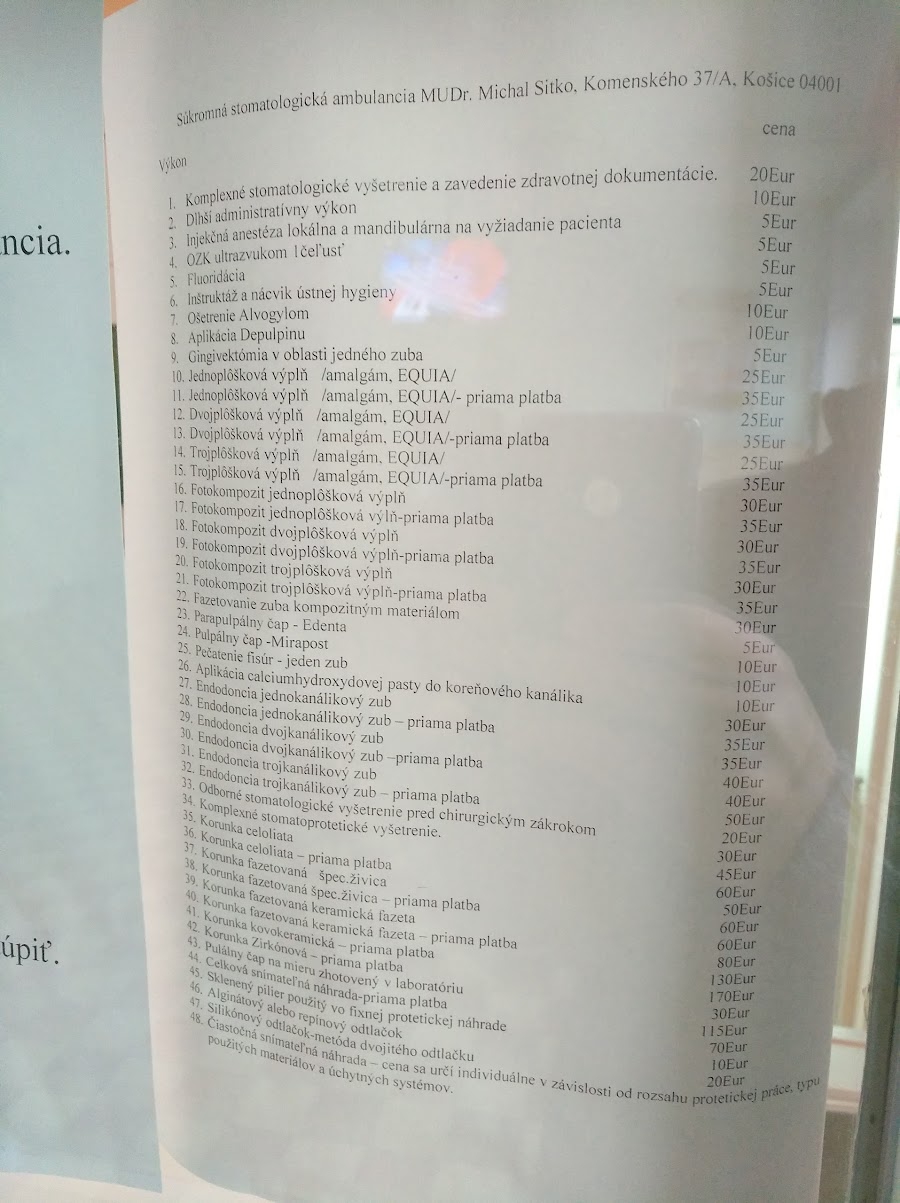 ncia.
úpiť.
Súkromná stomatologická ambulancia MUDr. Michal Sitko, Komenského 37/A, Košice 04001
Výkon cena
1. Komplexné stomatologické vyšetrenie a zavedenie zdravotnej dokumentácie. 20Eur
2. Dlhší administratívny výkon 10Eur
3. Injekčná anestéza lokálna a mandibulárna na vyžiadanie pacienta 5Eur
4. OZK ultrazvukom 1čeľusť 5Eur
5. Fluoridácia 5Eur
6. Inštruktáž a nácvik ústnej hygieny 5Eur
7. Ošetrenie Alvogylom 10Eur
8. Aplikácia Depulpinu 10Eur
9. Gingivektómia v oblasti jedného zuba 5Eur
10. Jednoplôšková výplň /amalgám, EQUIA/ 25Eur
11. Jednoplôšková výplň /amalgám, EQUIA/- priama platba 35Eur
12. Dvojplôšková výplň /amalgám, EQUIA/ 25Eur
13. Dvojplôšková výplň /amalgám, EQUIA/-priama platba 35Eur
14. Trojplôšková výplň /amalgám, EQUIA/ 25Eur
15. Trojplôšková výplň /amalgám, EQUIA/-priama platba 35Eur
16. Fotokompozit jednoplôšková výplň 30Eur
17. Fotokompozit jednoplôšková výlň-priama platba 35Eur
18. Fotokompozit dvojplôšková výplň 30Eur
19. Fotokompozit dvojplôšková výplň-priama platba 35Eur
20. Fotokompozit trojplôšková výplň 30Eur
21. Fotokompozit trojplôšková výplň-priama platba 35Eur
22. Fazetovanie zuba kompozitným materiálom 30Eur
23. Parapulpálny čap - Edenta 5Eur
24. Pulpálny čap -Mirapost 10Eur
25. Pečatenie fisúr - jeden zub 10Eur
26. Aplikácia calciumhydroxydovej pasty do koreňového kanálika 10Eur
27. Endodoncia jednokanálikový zub 30Eur
28. Endodoncia jednokanálikový zub – priama platba 35Eur
29. Endodoncia dvojkanálikový zub 35Eur
30. Endodoncia dvojkanálikový zub –priama platba 40Eur
31. Endodoncia trojkanálikový zub 40Eur
32. Endodoncia trojkanálikový zub – priama platba 50Eur
33. Odborné stomatologické vyšetrenie pred chirurgickým zákrokom 20Eur
34. Komplexné stomatoprotetické vyšetrenie. 30Eur
35. Korunka celoliata 45Eur
36. Korunka celoliata – priama platba 60Eur
37. Korunka fazetovaná špec.živica 50Eur
38. Korunka fazetovaná špec.živica – priama platba 60Eur
39. Korunka fazetovaná keramická fazeta 60Eur
40. Korunka fazetovaná keramická fazeta – priama platba 80Eur
41. Korunka kovokeramická – priama platba 130Eur
42. Korunka Zirkónová – priama platba 170Eur
43. Pulálny čap na mieru zhotovený v laboratóriu 30Eur
44. Celková snímateľná náhrada-priama platba 115Eur
45. Sklenený pilier použitý vo fixnej protetickej náhrade 70Eur
46. Alginátový alebo repínový odtlačok 10Eur
47. Silikónový odtlačok-metóda dvojitého odtlačku 20Eur
48. Čiastočná snímateľná náhrada – cena sa určí individuálne v závislosti od rozsahu protetickej práce, typu
použitých materiálov a úchytných systémov.